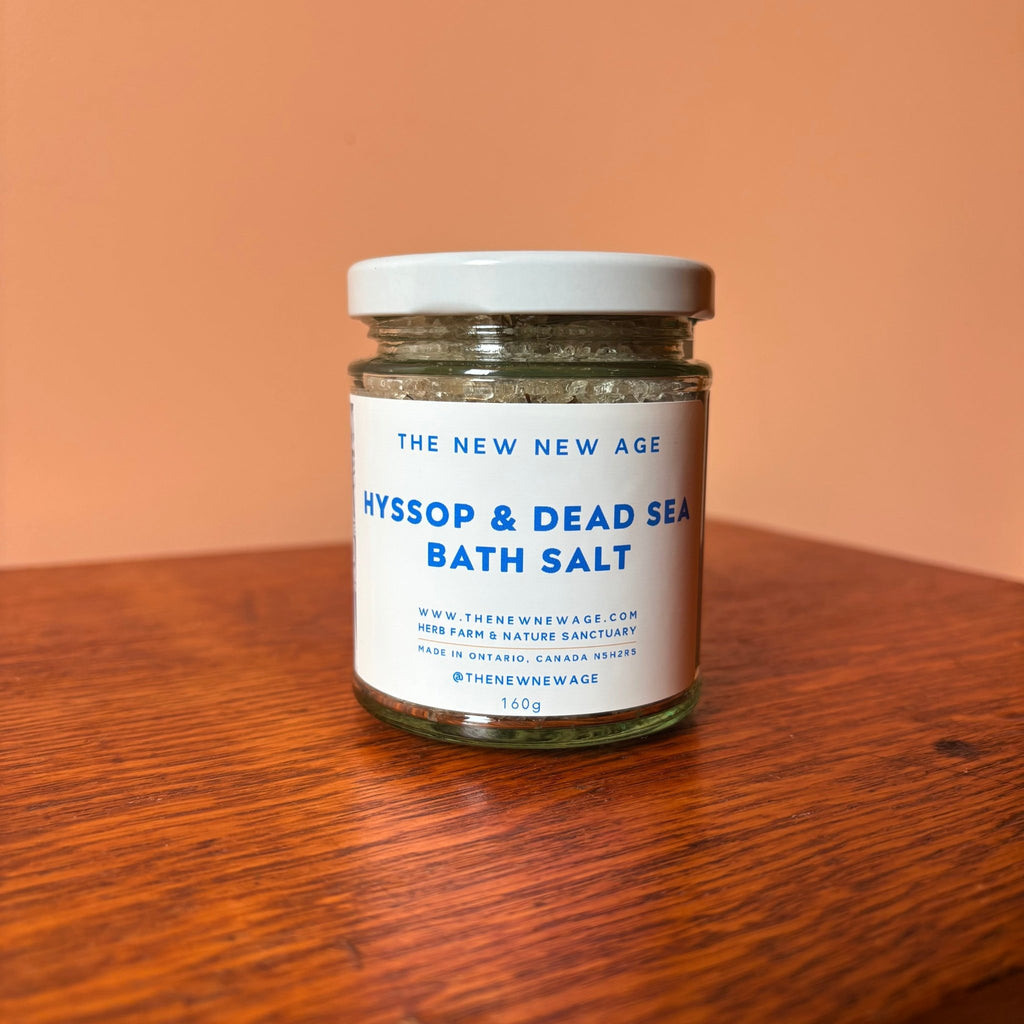 THE NEW NEW AGE
HYSSOP & DEAD SEA
BATH SALT
WWW.THENEWNEWAGE.COM
HERB FARM & NATURE SANCTUARY
MADE IN ONTARIO, CANADA N5H2R5
@THENEWNEWAGE
160g